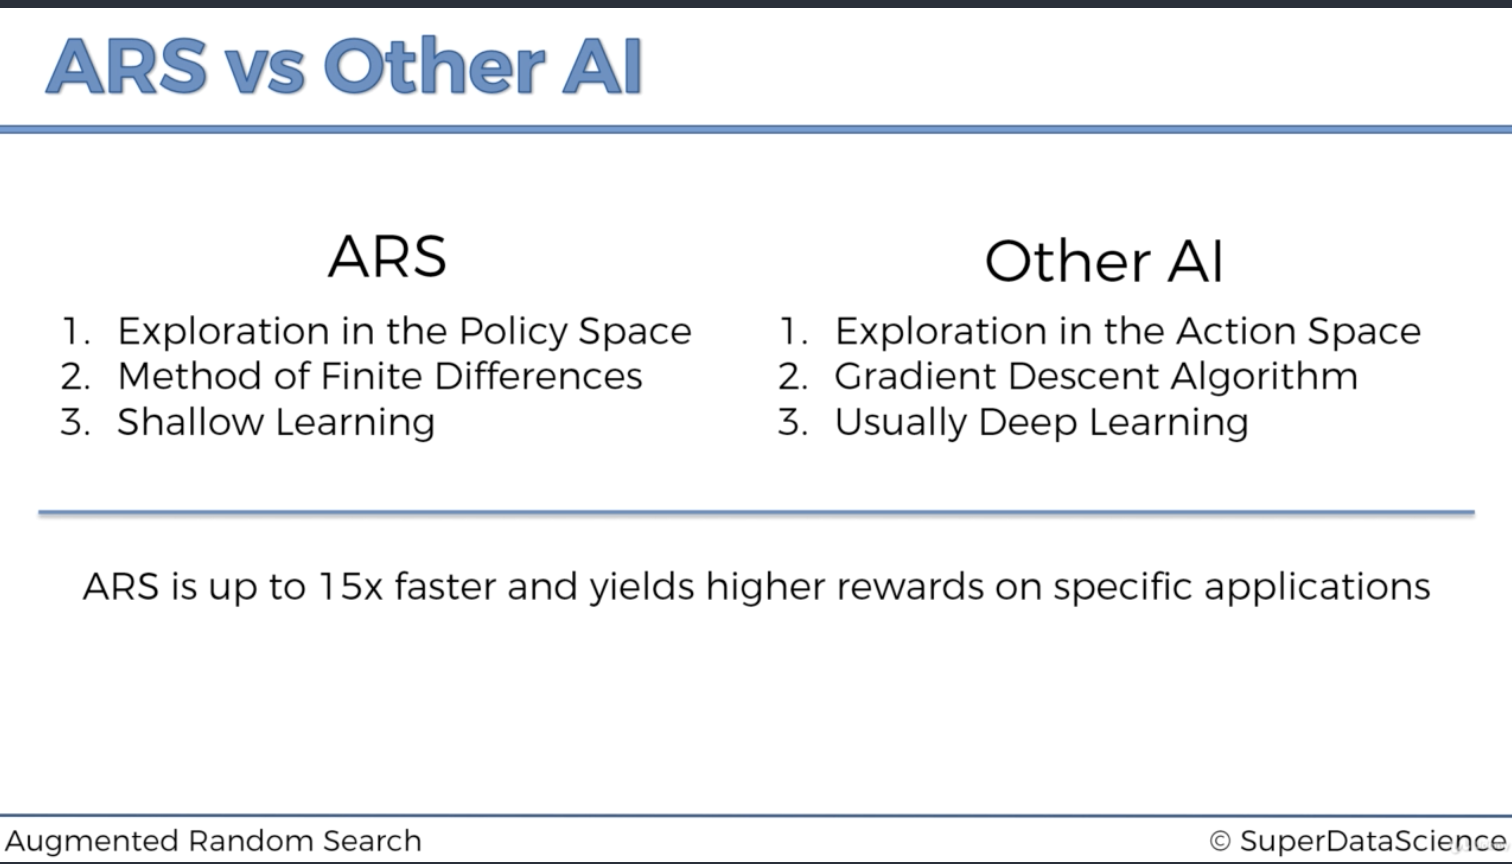 ARS vs Other AI
ARS
1. Exploration in the Policy Space
2. Method of Finite Differences
3. Shallow Learning
Other AI
1. Exploration in the Action Space
2. Gradient Descent Algorithm
3. Usually Deep Learning
ARS is up to 15x faster and yields higher rewards on specific applications
Augmented Random Search
© SuperDataScience